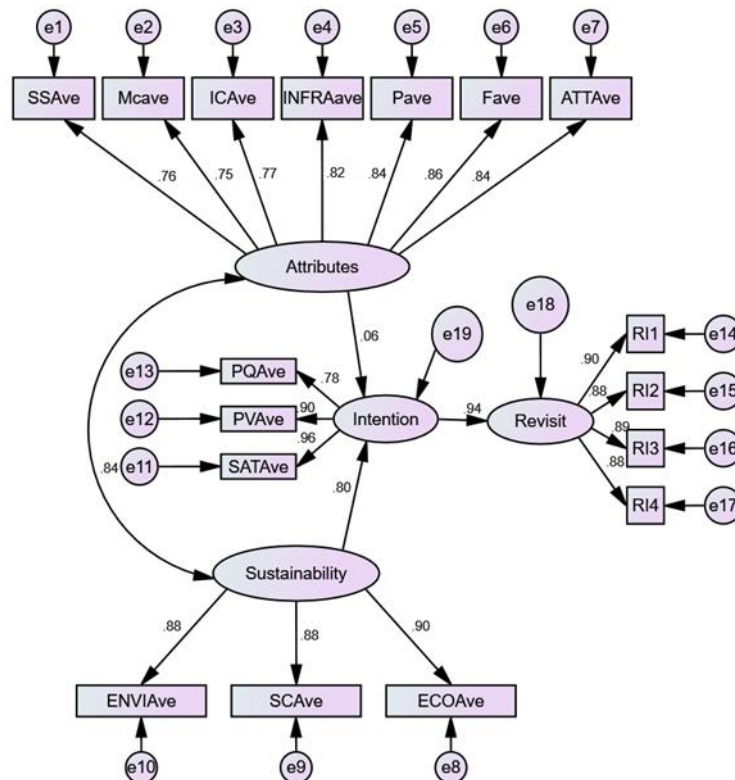 e1 e2 e3 e4 e5 e6 e7
SSAve Mcave ICAve INFRAave Pave Fave ATTAve
.76 .75 .77 .82 .84 .86 .84
Attributes
e18
e19
.06
RI1 e14
.90
e13 PQAve
.78
.88
RI2 e15
e12 PVAve
.90
Intention
.94
Revisit
.89
RI3 e16
.96
e11 SATAve
.88
.84
.80
RI4 e17
Sustainability
.88 .88 .90
ENVIAve SCAve ECOAve
e10 e9 e8